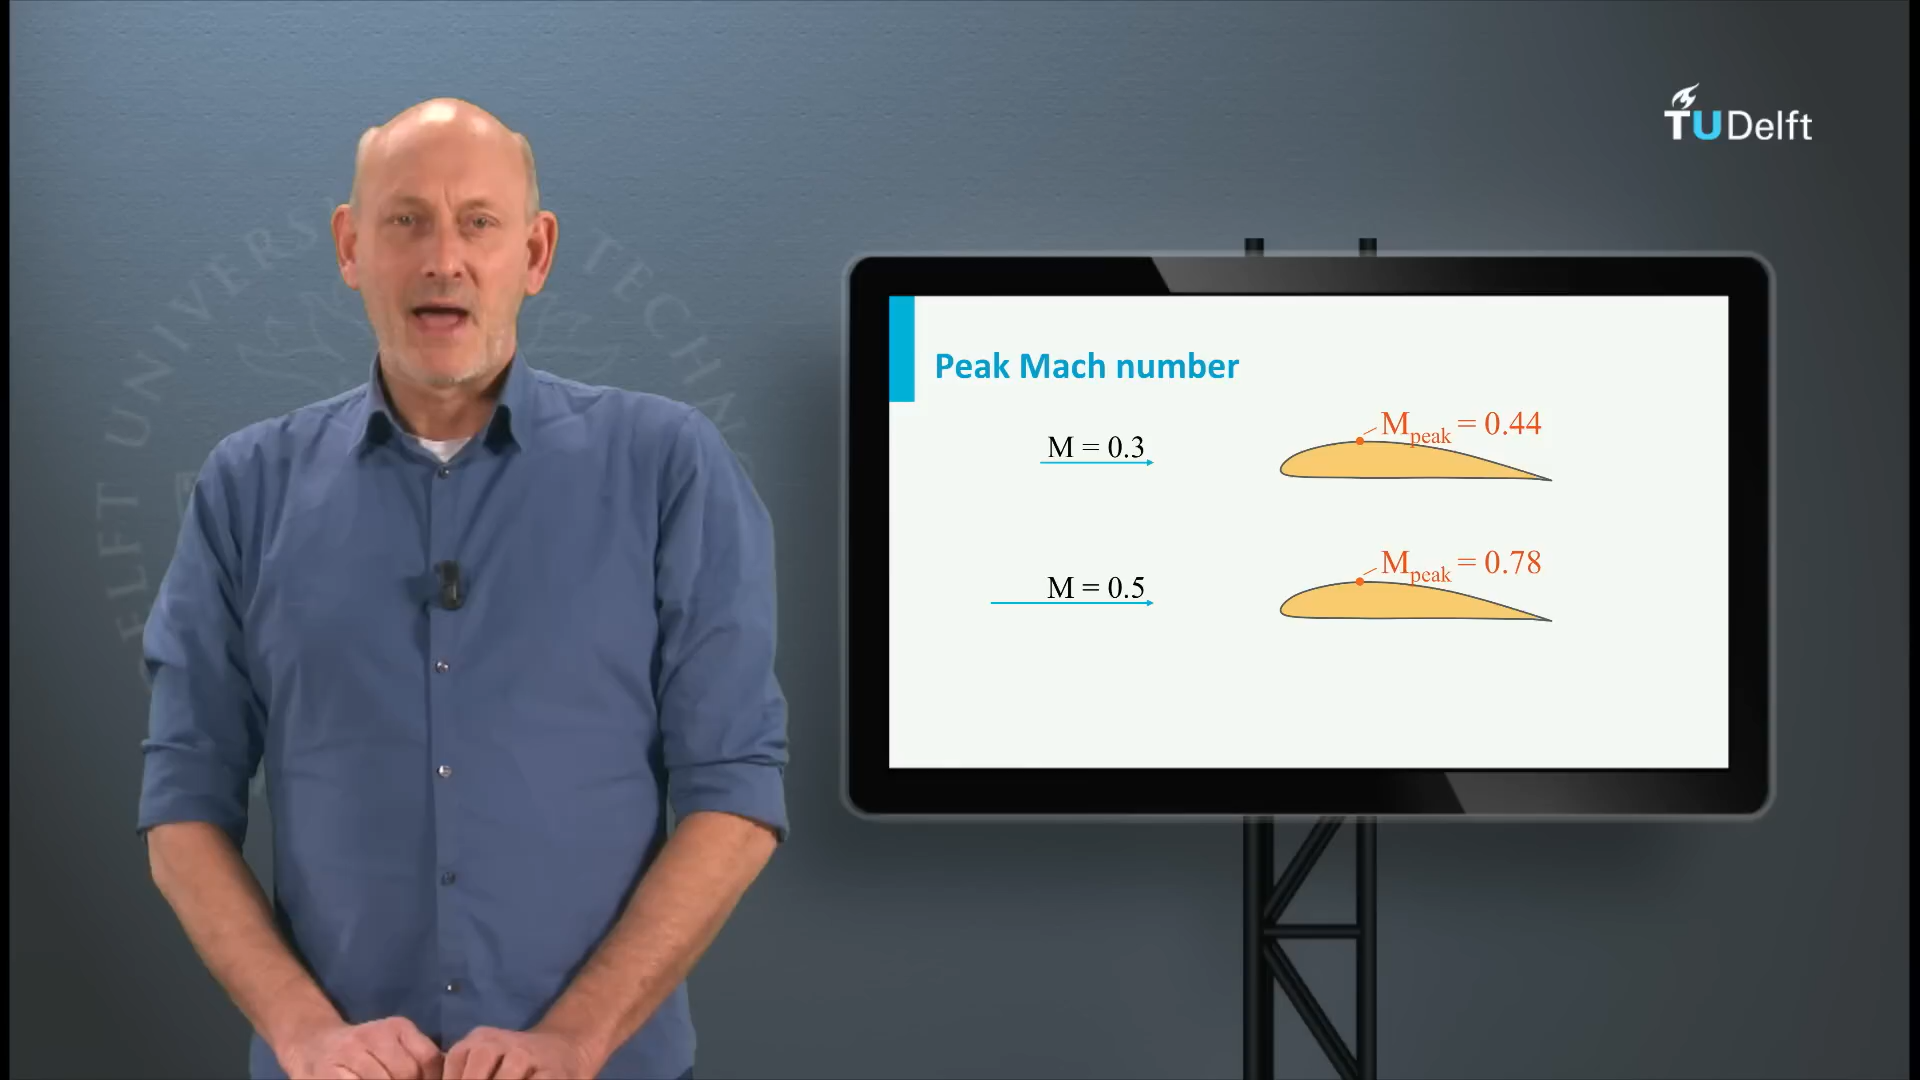 TU Delft
Peak Mach number
M = 0.3
Mpeak = 0.44
M = 0.5
Mpeak = 0.78